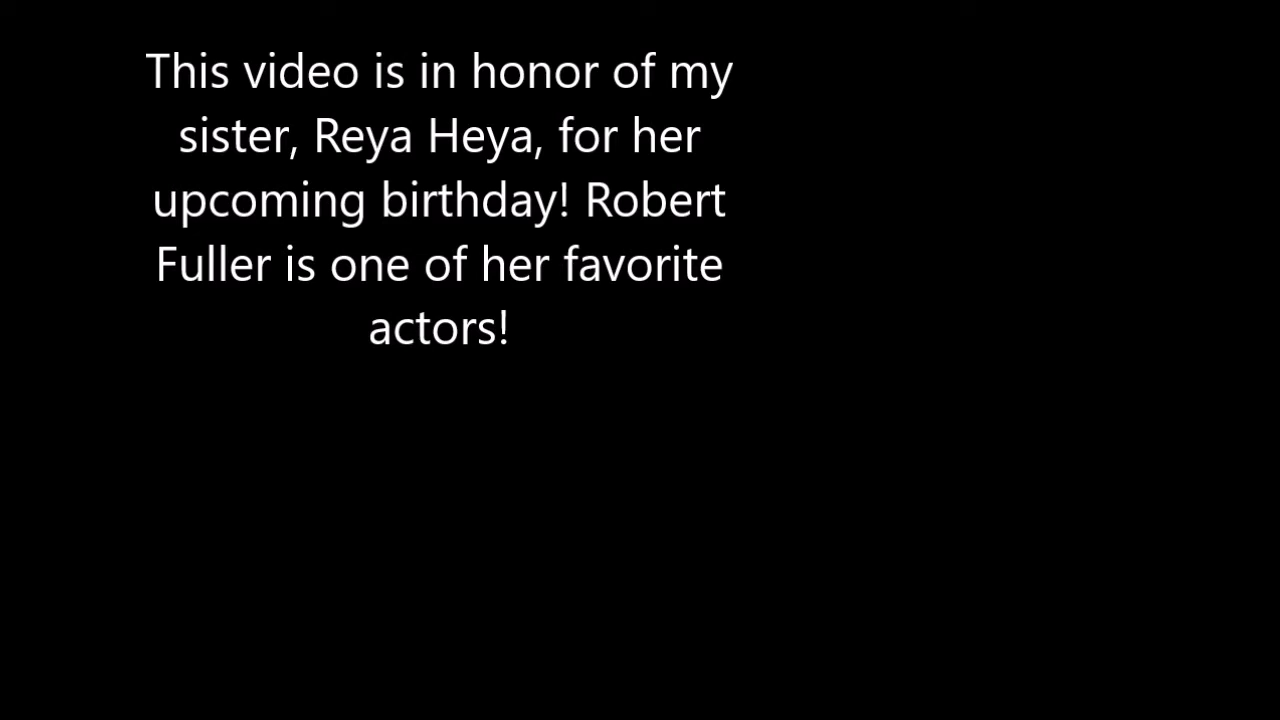 This video is in honor of my
sister, Reya Heya, for her
upcoming birthday! Robert
Fuller is one of her favorite
actors!